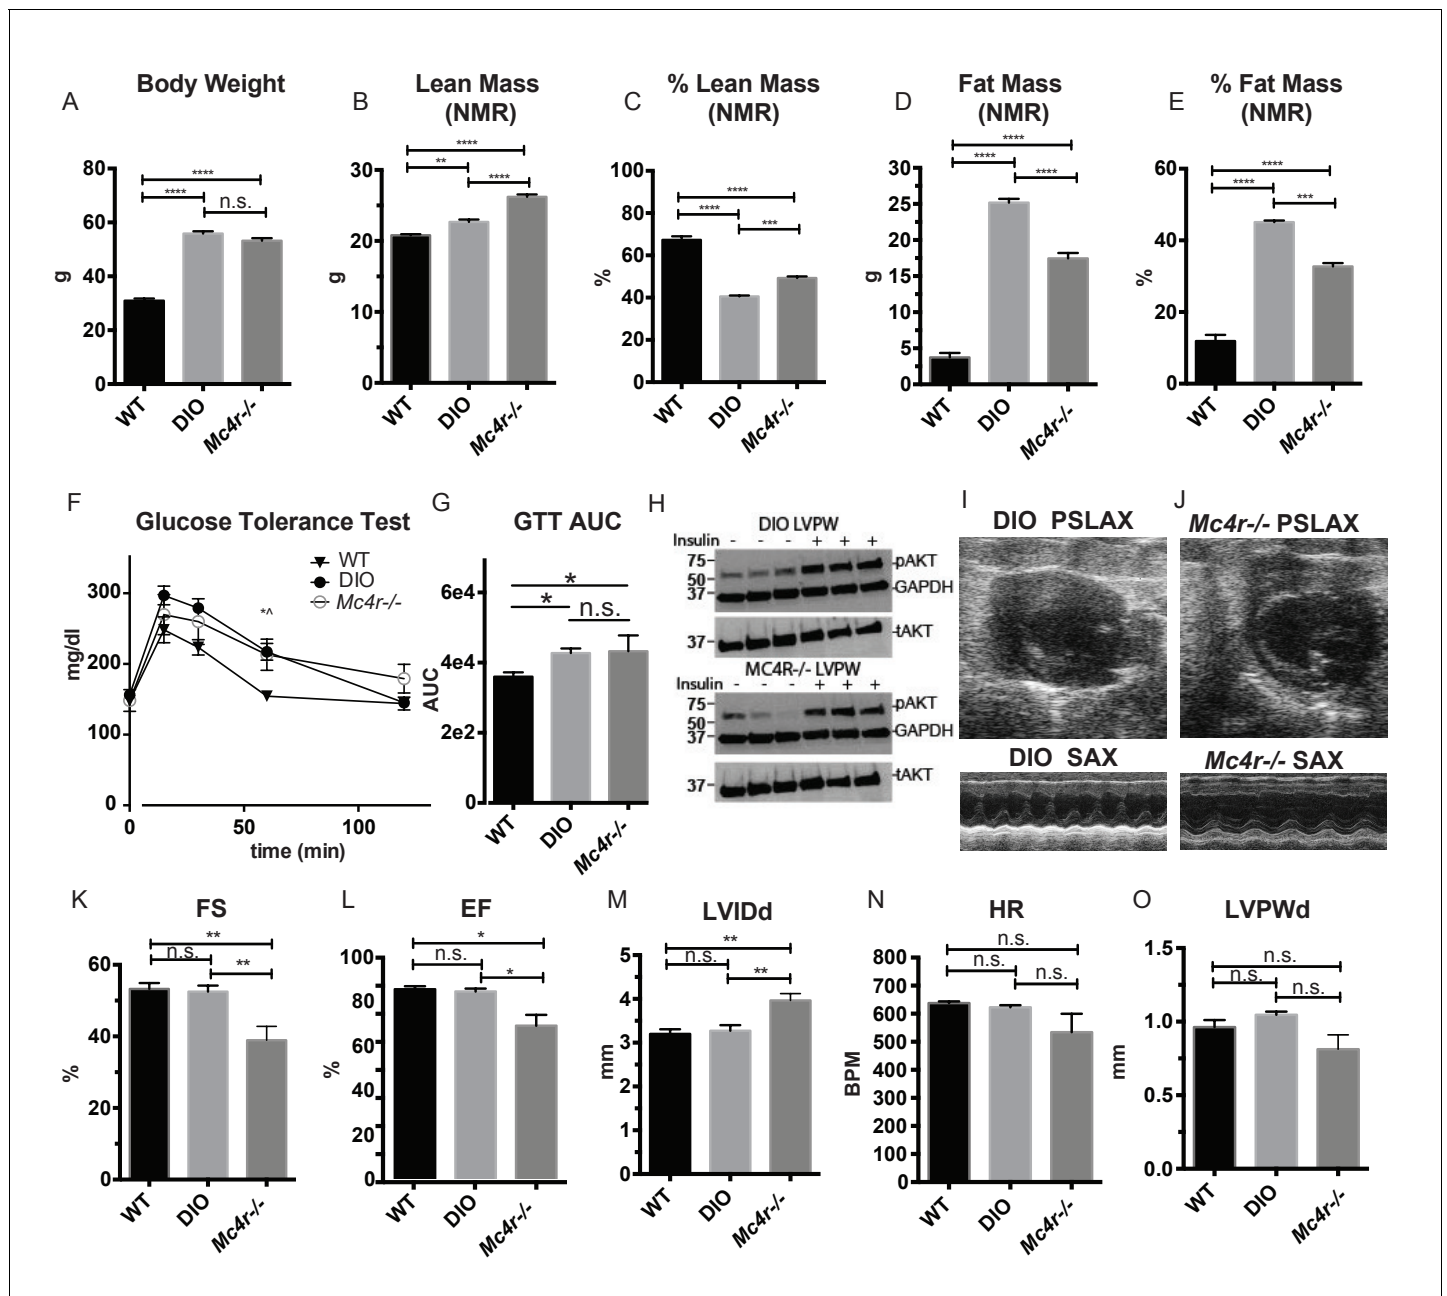 A
Body Weight
80
60
40
20
0
g
****
****
n.s.
WT
DIO
Mc4r-/-
B
Lean Mass
(NMR)
30
20
10
0
g
****
**
****
WT
DIO
Mc4r-/-
C
% Lean Mass
(NMR)
100
80
60
40
20
0
%
****
****
***
WT
DIO
Mc4r-/-
D
Fat Mass
(NMR)
30
25
20
15
10
5
0
g
****
****
****
WT
DIO
Mc4r-/-
E
% Fat Mass
(NMR)
60
40
20
0
%
****
****
***
WT
DIO
Mc4r-/-
F
Glucose Tolerance Test
WT
DIO
Mc4r-/-
300
200
100
0
mg/dl
*^
0
50
100
time (min)
G
GTT AUC
6e4
4e4
2e2
0
AUC
*
*
n.s.
WT
DIO
Mc4r-/-
H
DIO LVPW
Insulin - - - + + +
75
50
37
pAKT
GAPDH
37
tAKT
MC4R-/- LVPW
Insulin - - - + + +
75
50
37
pAKT
GAPDH
37
tAKT
I
DIO PSLAX
DIO SAX
J
Mc4r-/- PSLAX
Mc4r-/- SAX
K
FS
60
40
20
0
%
**
n.s.
**
WT
DIO
Mc4r-/-
L
EF
100
80
60
40
20
0
%
*
n.s.
*
WT
DIO
Mc4r-/-
M
LVIDd
5
4
3
2
1
0
mm
**
n.s.
**
WT
DIO
Mc4r-/-
N
HR
800
700
600
500
400
300
200
100
0
BPM
n.s.
n.s.
n.s.
WT
DIO
Mc4r-/-
O
LVPWd
1.5
1.0
0.5
0.0
mm
n.s.
n.s.
n.s.
WT
DIO
Mc4r-/-